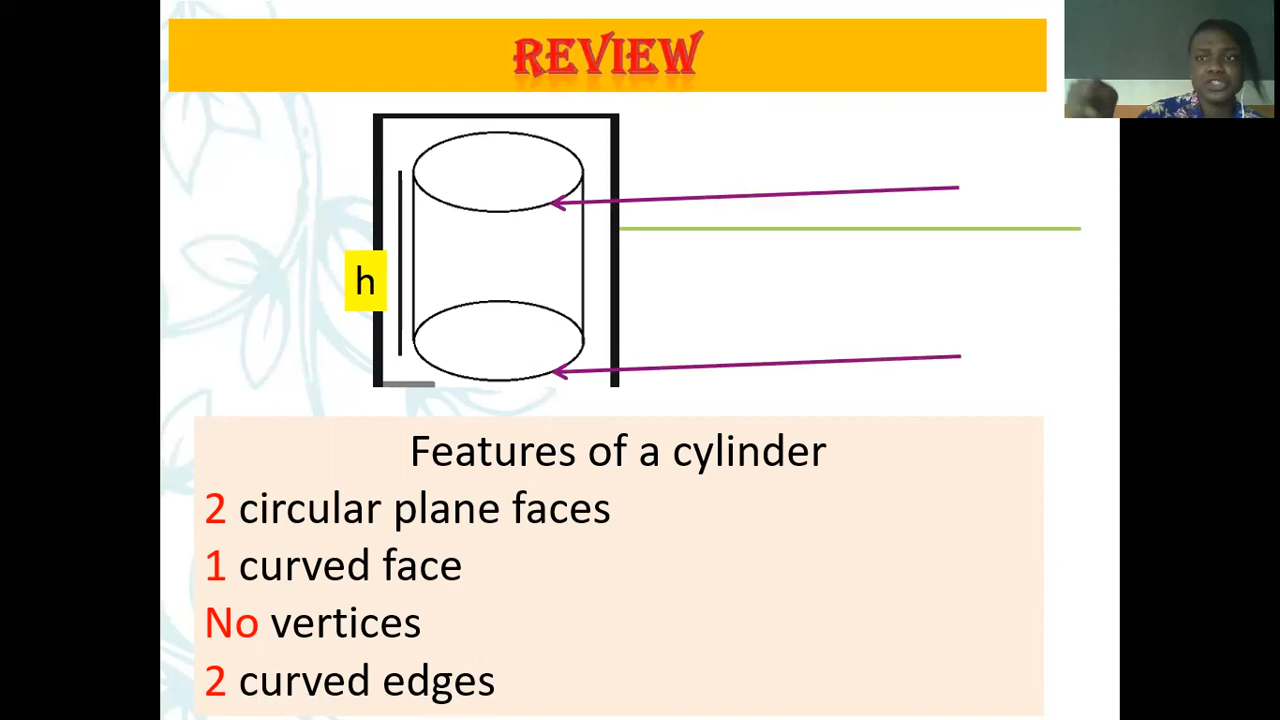 REVIEW
h
Features of a cylinder
2 circular plane faces
1 curved face
No vertices
2 curved edges